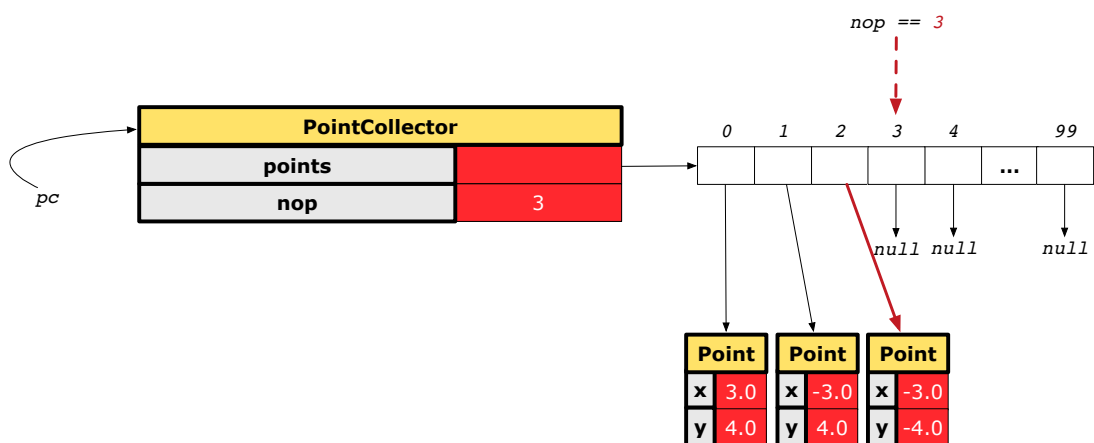 nop == 3
PointCollector
0 1 2 3 4 99
points
...
pc
nop 3
null null null
Point Point Point
x 3.0 x -3.0 x -3.0
y 4.0 y 4.0 y -4.0